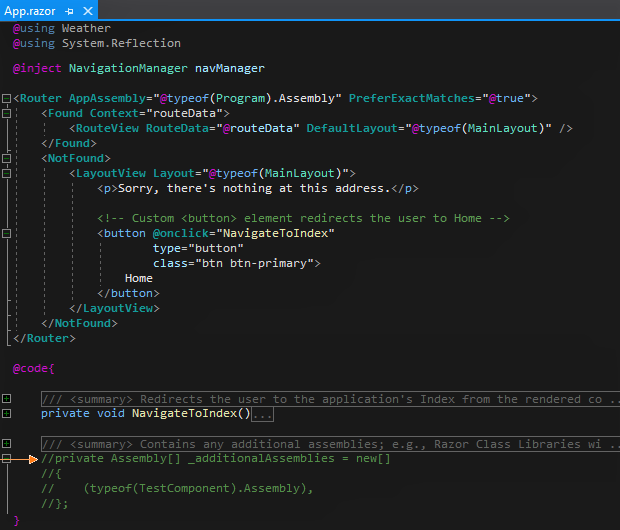 App.razor
@using Weather
@using System.Reflection
@inject NavigationManager navManager
<Router AppAssembly="@typeof(Program).Assembly" PreferExactMatches="@true">
    <Found Context="routeData">
        <RouteView RouteData="@routeData" DefaultLayout="@typeof(MainLayout)" />
    </Found>
    <NotFound>
        <LayoutView Layout="@typeof(MainLayout)">
            <p>Sorry, there's nothing at this address.</p>
            <!-- Custom <button> element redirects the user to Home -->
            <button @onclick="NavigateToIndex"
                    type="button"
                    class="btn btn-primary">
                Home
            </button>
        </LayoutView>
    </NotFound>
</Router>
@code{
    /// <summary> Redirects the user to the application's Index from the rendered co ...
    private void NavigateToIndex()...
    /// <summary> Contains any additional assemblies; e.g., Razor Class Libraries wi ...
    //private Assembly[] _additionalAssemblies = new[]
    //{
    //    (typeof(TestComponent).Assembly),
    //};
}